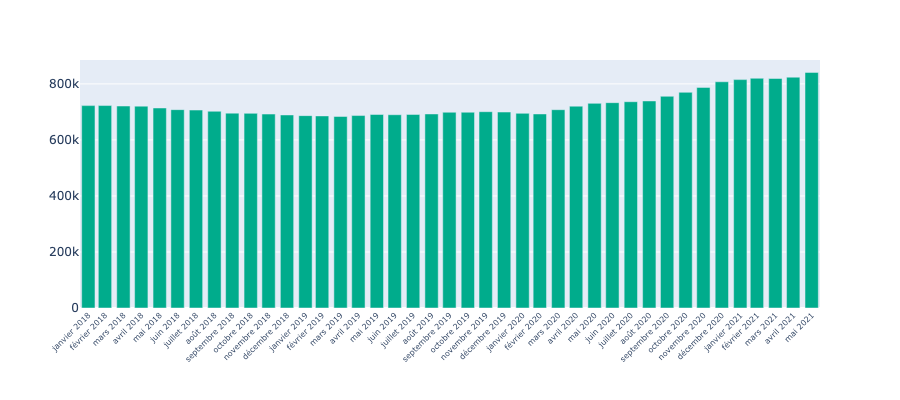 800k
600k
400k
200k
0
janvier 2018
février 2018
mars 2018
avril 2018
mai 2018
juin 2018
juillet 2018
août 2018
septembre 2018
octobre 2018
novembre 2018
décembre 2018
janvier 2019
février 2019
mars 2019
avril 2019
mai 2019
juin 2019
juillet 2019
août 2019
septembre 2019
octobre 2019
novembre 2019
décembre 2019
janvier 2020
février 2020
mars 2020
avril 2020
mai 2020
juin 2020
juillet 2020
août 2020
septembre 2020
octobre 2020
novembre 2020
décembre 2020
janvier 2021
février 2021
mars 2021
avril 2021
mai 2021